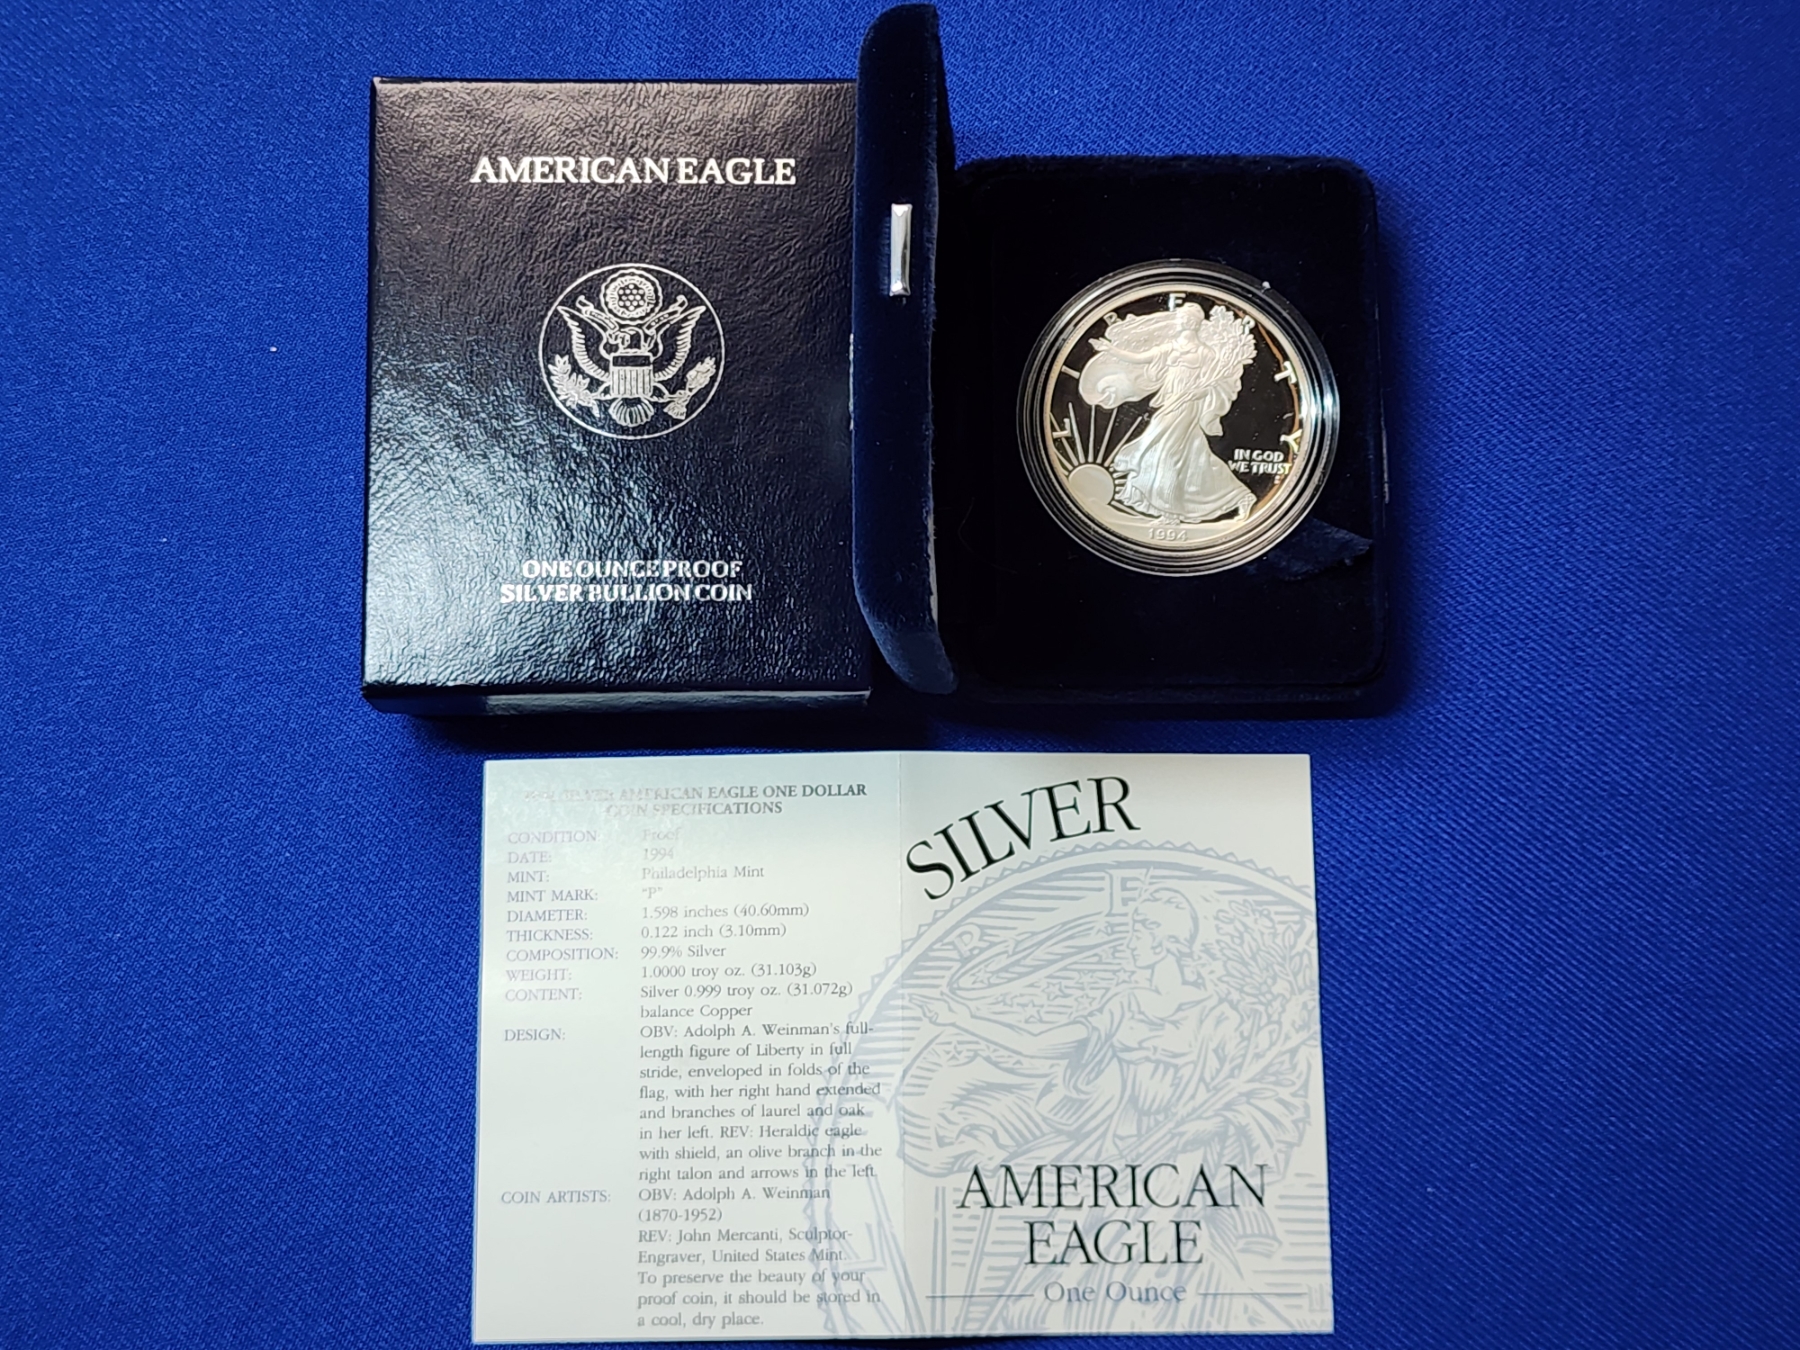 AMERICAN EAGLE
ONE OUNCE PROOF
SILVER BULLION COIN
LIBERTY
IN GOD
WE TRUST
1994
SILVER AMERICAN EAGLE ONE DOLLAR
COIN SPECIFICATIONS
CONDITION: Proof
DATE: 1994
MINT: Philadelphia Mint
MINT MARK: "P"
DIAMETER: 1.598 inches (40.60mm)
THICKNESS: 0.122 inch (3.10mm)
COMPOSITION: 99.9% Silver
WEIGHT: 1.0000 troy oz. (31.103g)
CONTENT: Silver 0.999 troy oz. (31.072g)
balance Copper
DESIGN: OBV: Adolph A. Weinman's full-
length figure of Liberty in full
stride, enveloped in folds of the
flag, with her right hand extended
and branches of laurel and oak
in her left. REV: Heraldic eagle
with shield, an olive branch in the
right talon and arrows in the left.
COIN ARTISTS: OBV: Adolph A. Weinman
(1870-1952)
REV: John Mercanti, Sculptor-
Engraver, United States Mint.
To preserve the beauty of your
proof coin, it should be stored in
a cool, dry place.
SILVER
AMERICAN
EAGLE
One Ounce